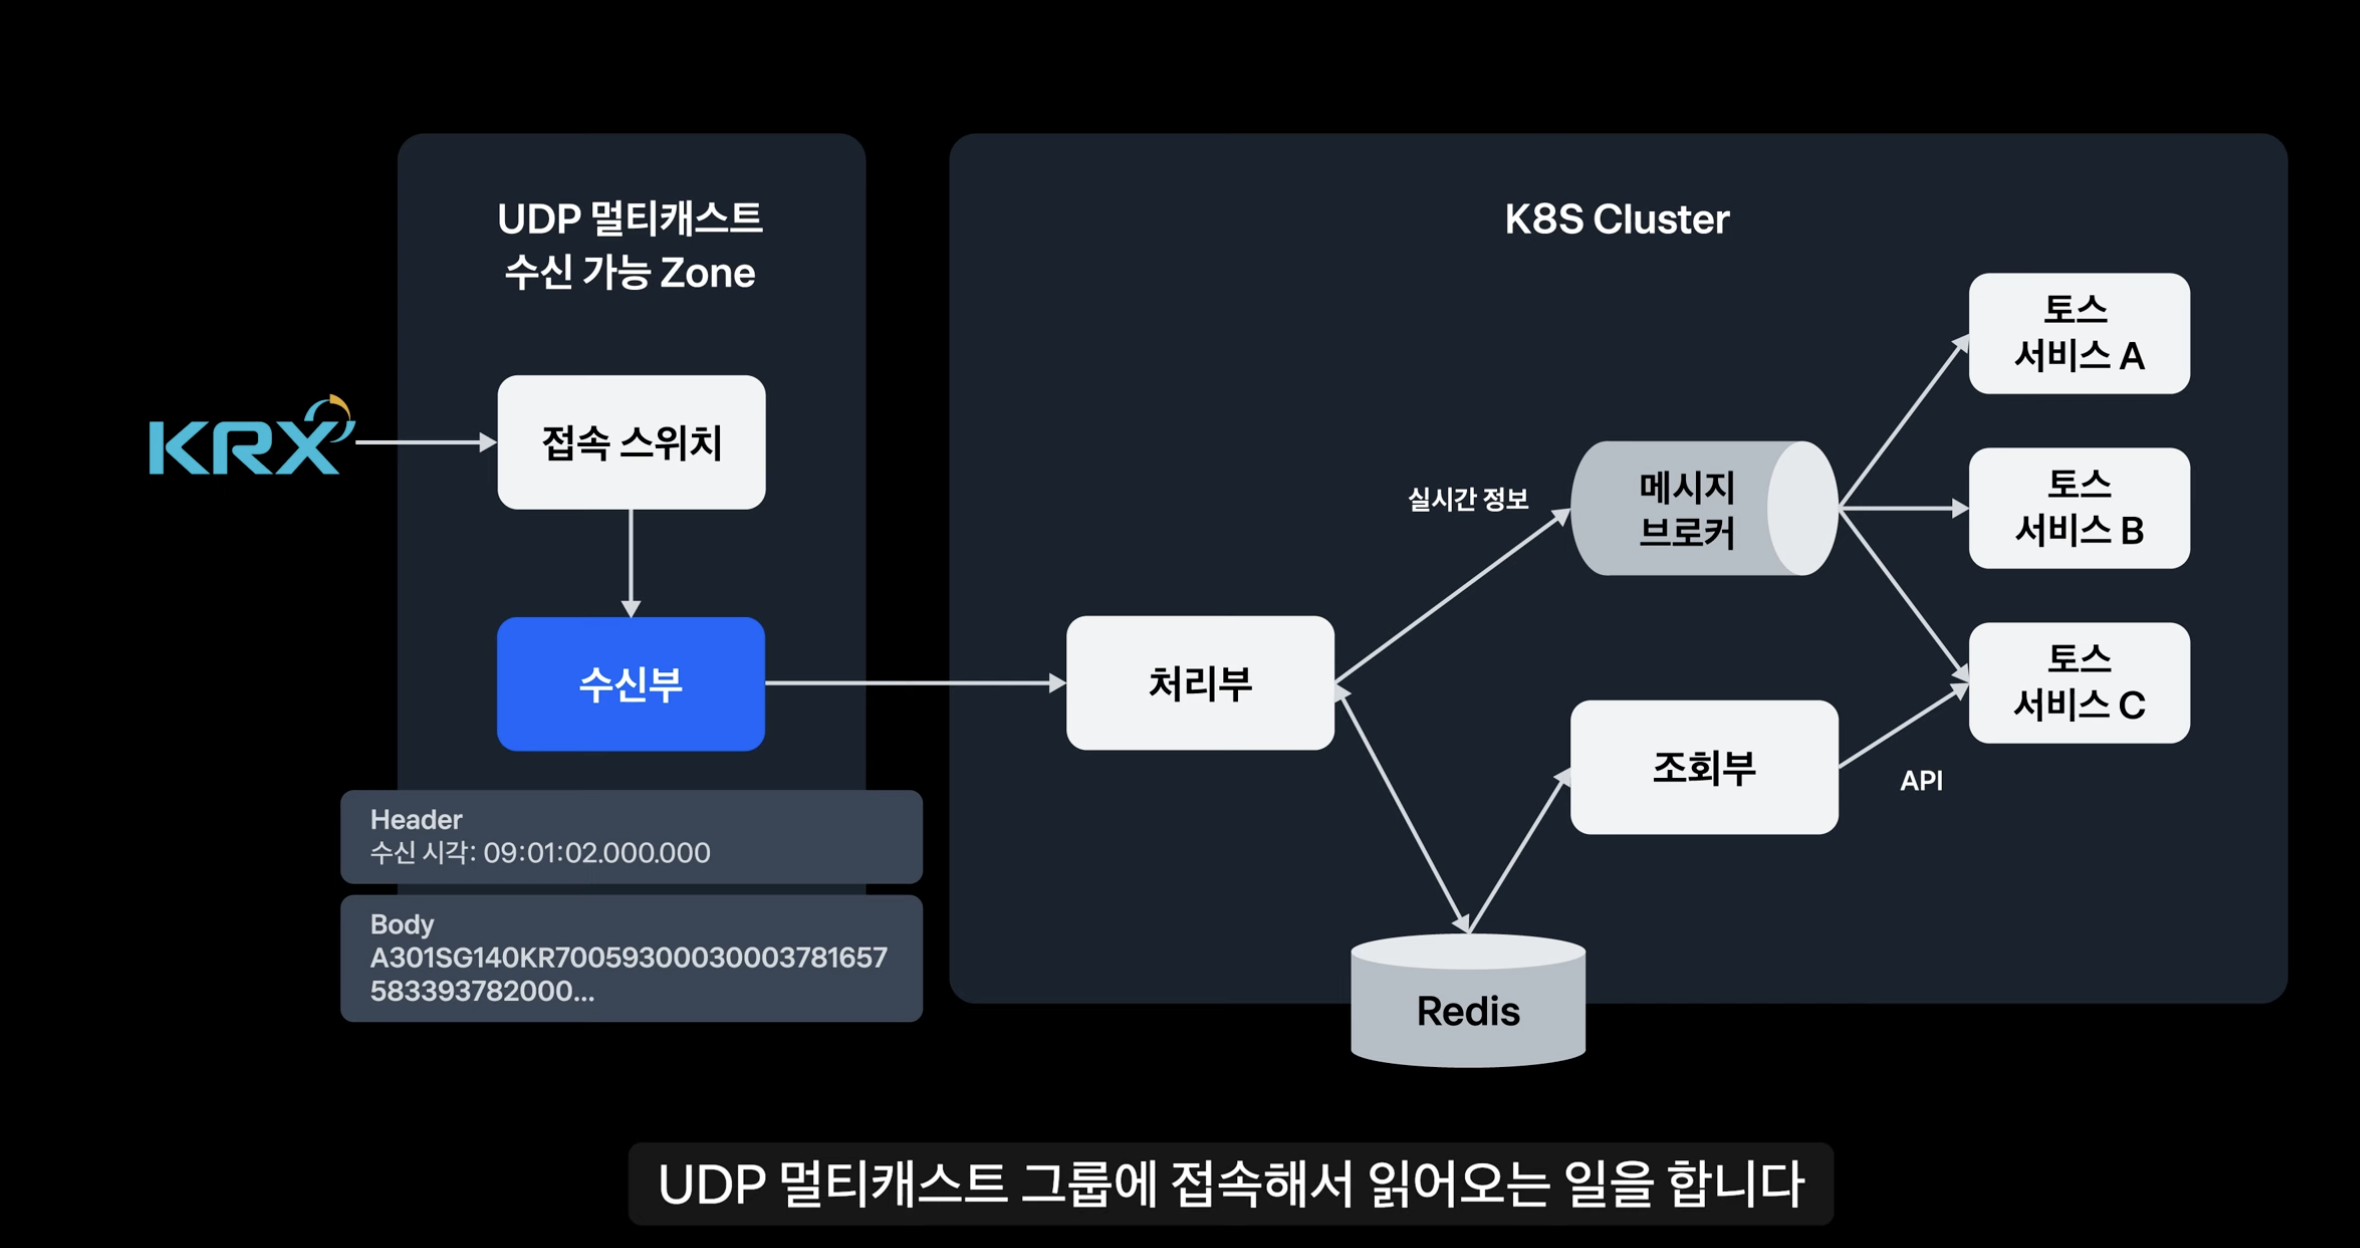 UDP 멀티캐스트
수신 가능 Zone
KRX
접속 스위치
수신부
Header
수신 시각: 09:01:02.000.000
Body
A301SG140KR70059300030003781657
583393782000...
K8S Cluster
처리부
실시간 정보
메시지
브로커
조회부
API
Redis
토스
서비스 A
토스
서비스 B
토스
서비스 C
UDP 멀티캐스트 그룹에 접속해서 읽어오는 일을 합니다